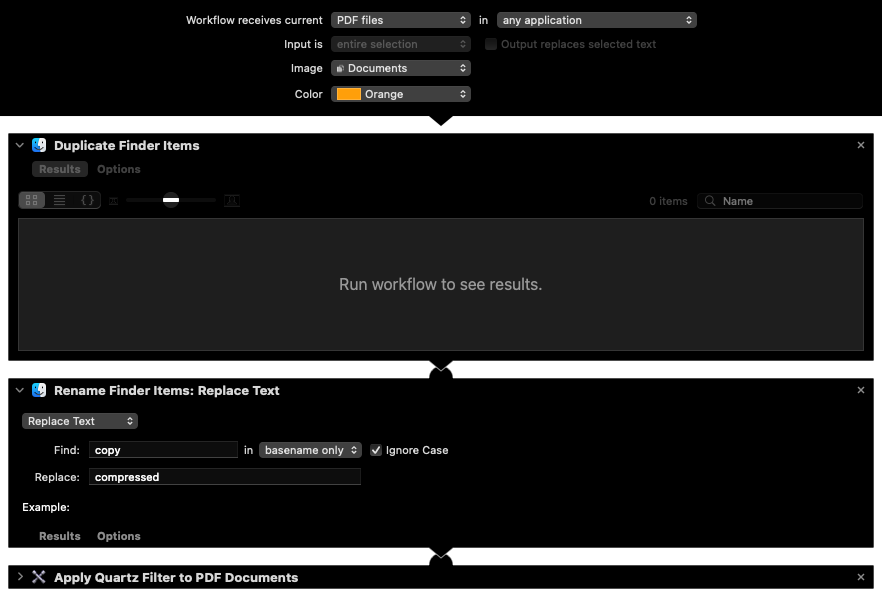 Workflow receives current PDF files in any application
Input is entire selection Output replaces selected text
Image Documents
Color Orange
Duplicate Finder Items
Results Options
0 items Name
Run workflow to see results.
Rename Finder Items: Replace Text
Replace Text
Find: copy in basename only Ignore Case
Replace: compressed
Example:
Results Options
Apply Quartz Filter to PDF Documents